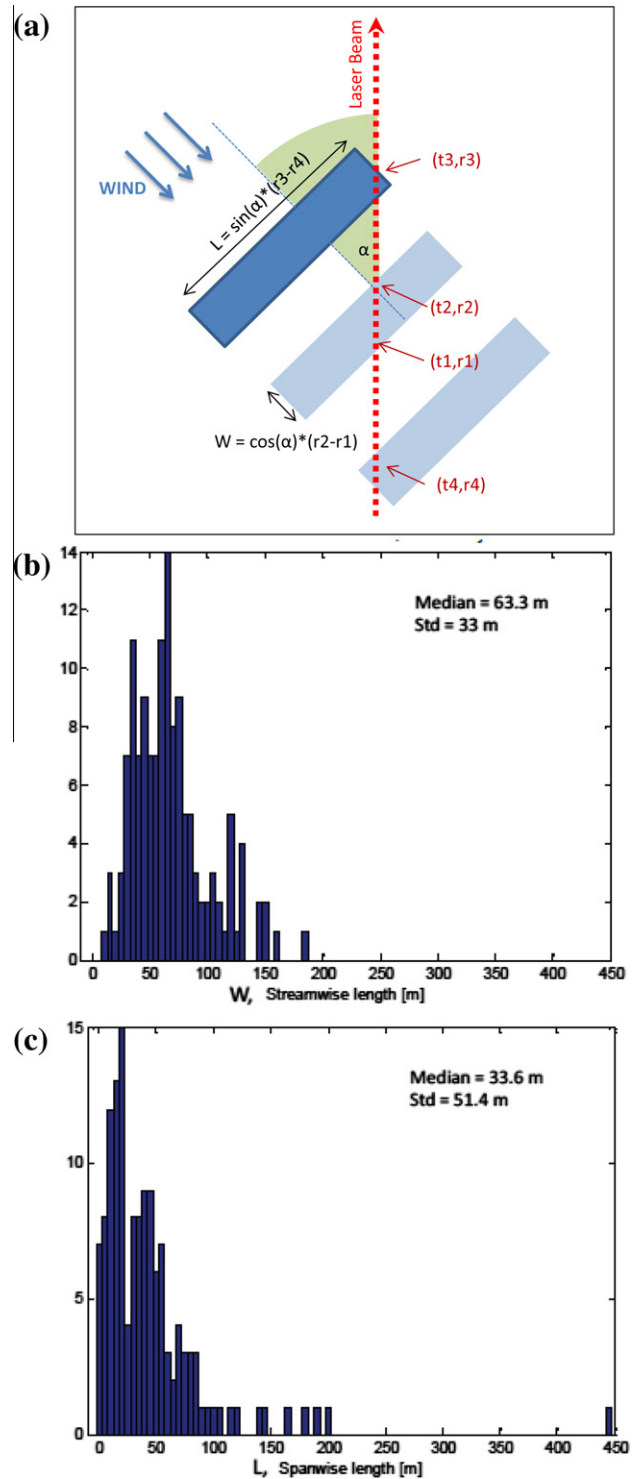 (a)
Laser Beam
WIND
L = sin(α)*(r3-r4)
(t3,r3)
α
(t2,r2)
(t1,r1)
W = cos(α)*(r2-r1)
(t4,r4)
(b)
14
12
10
8
6
4
2
0
Median = 63.3 m
Std = 33 m
0 50 100 150 200 250 300 350 400 450
W, Streamwise length [m]
(c)
15
10
5
0
Median = 33.6 m
Std = 51.4 m
0 50 100 150 200 250 300 350 400 450
L, Spanwise length [m]